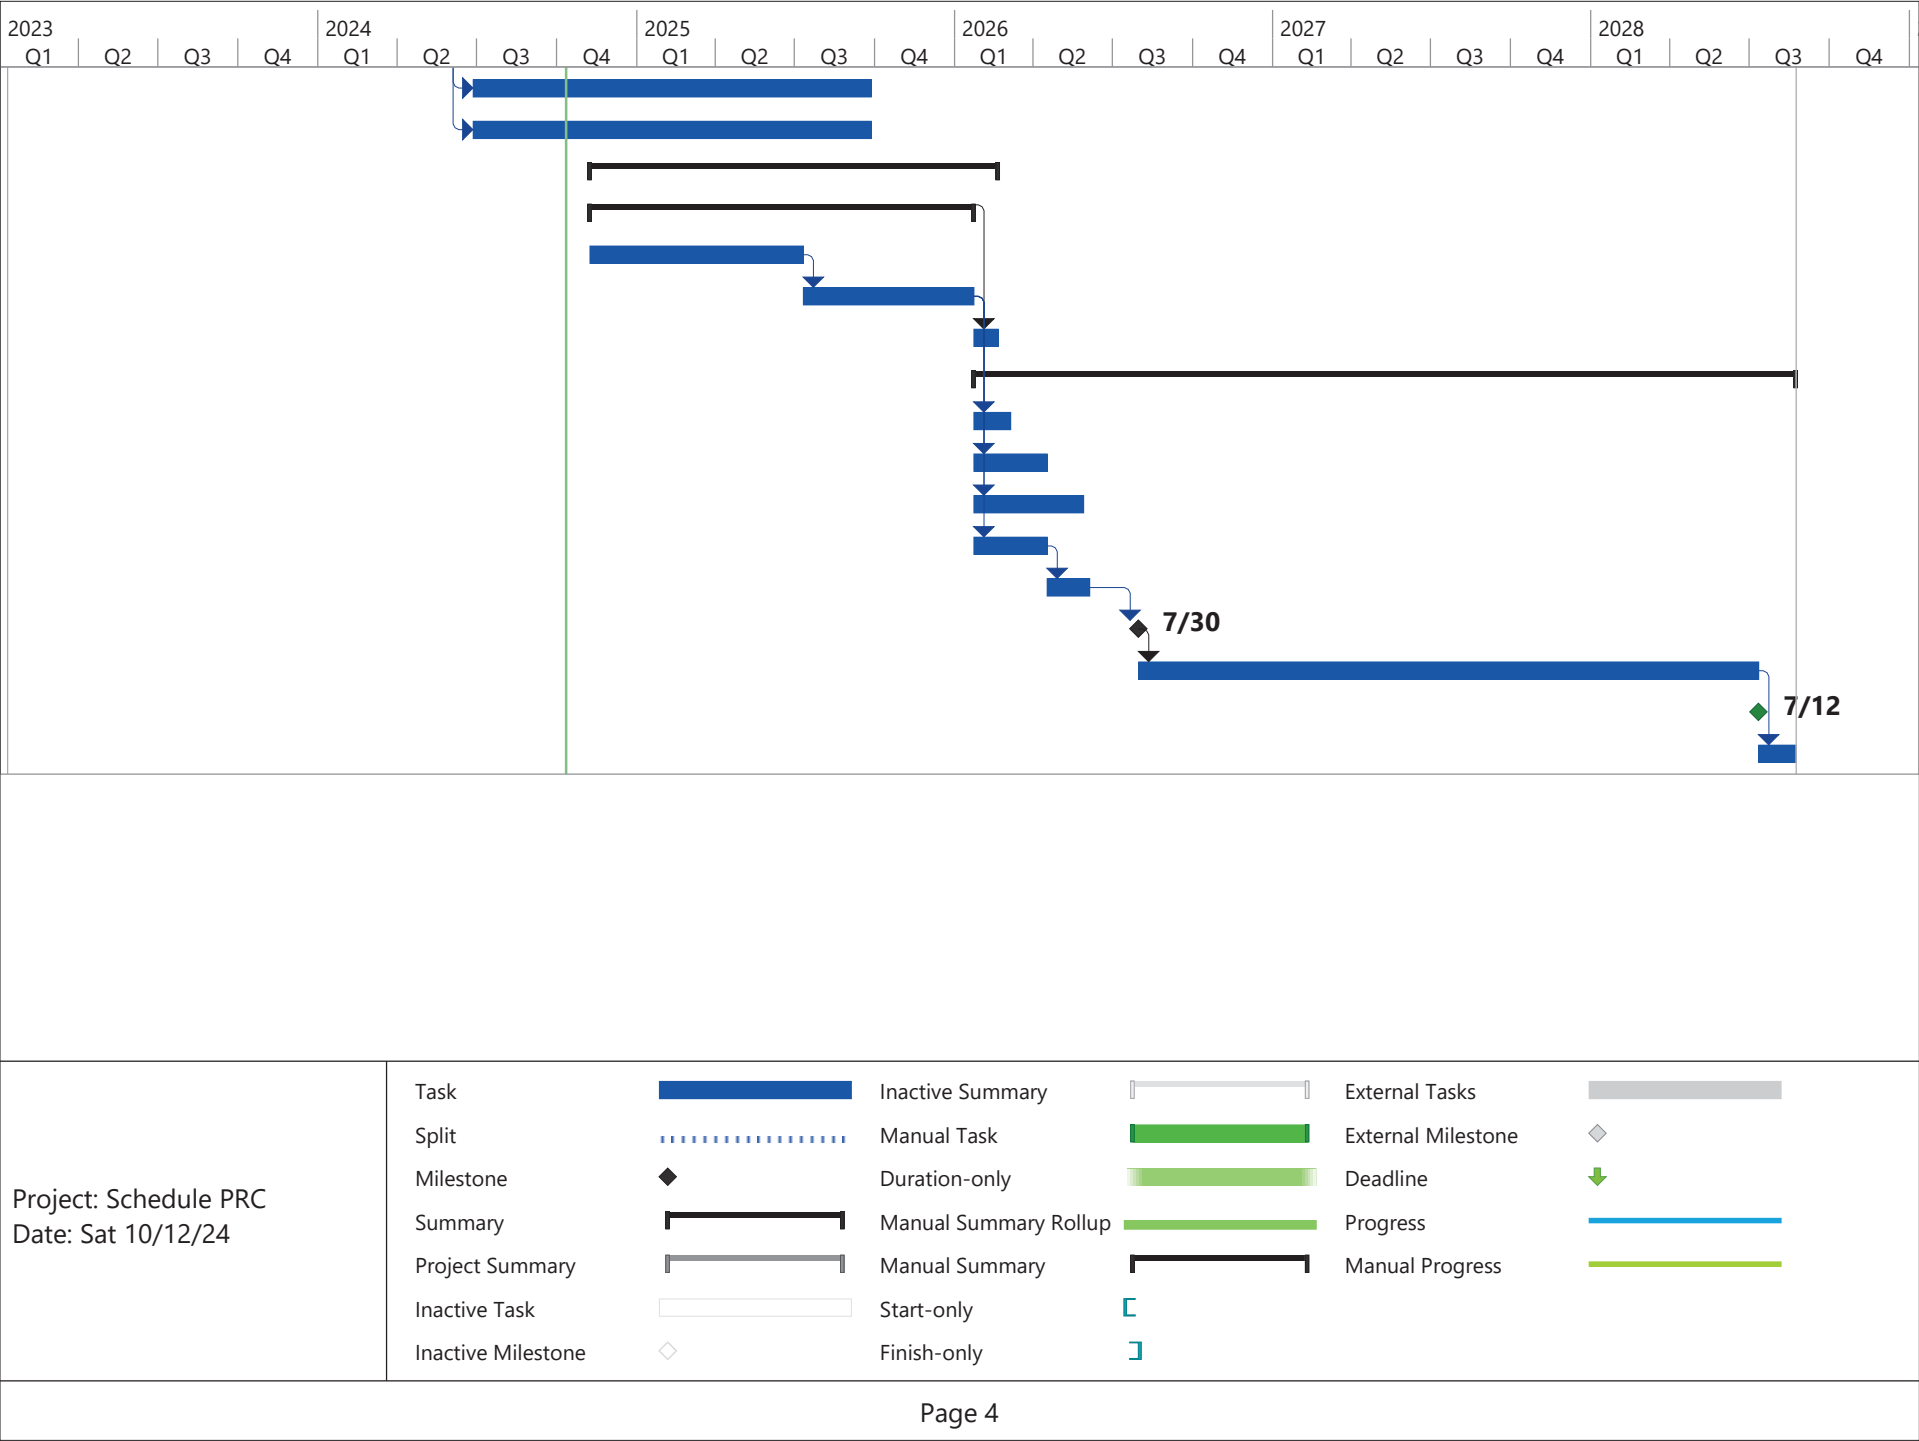 2023 2024 2025 2026 2027 2028
Q1 Q2 Q3 Q4 Q1 Q2 Q3 Q4 Q1 Q2 Q3 Q4 Q1 Q2 Q3 Q4 Q1 Q2 Q3 Q4 Q1 Q2 Q3 Q4
7/30
7/12
Project: Schedule PRC
Date: Sat 10/12/24
Task
Split
Milestone
Summary
Project Summary
Inactive Task
Inactive Milestone
Inactive Summary
Manual Task
Duration-only
Manual Summary Rollup
Manual Summary
Start-only
Finish-only
External Tasks
External Milestone
Deadline
Progress
Manual Progress
Page 4